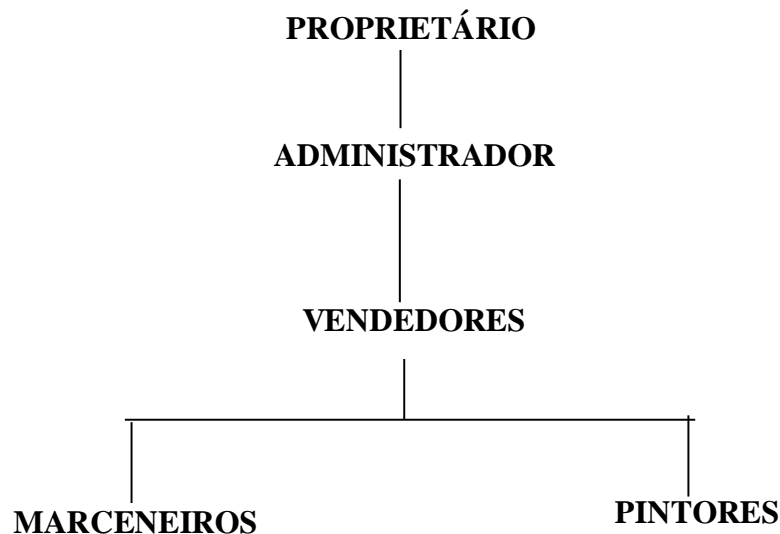 PROPRIETÁRIO
ADMINISTRADOR
VENDEDORES
MARCENEIROS
PINTORES